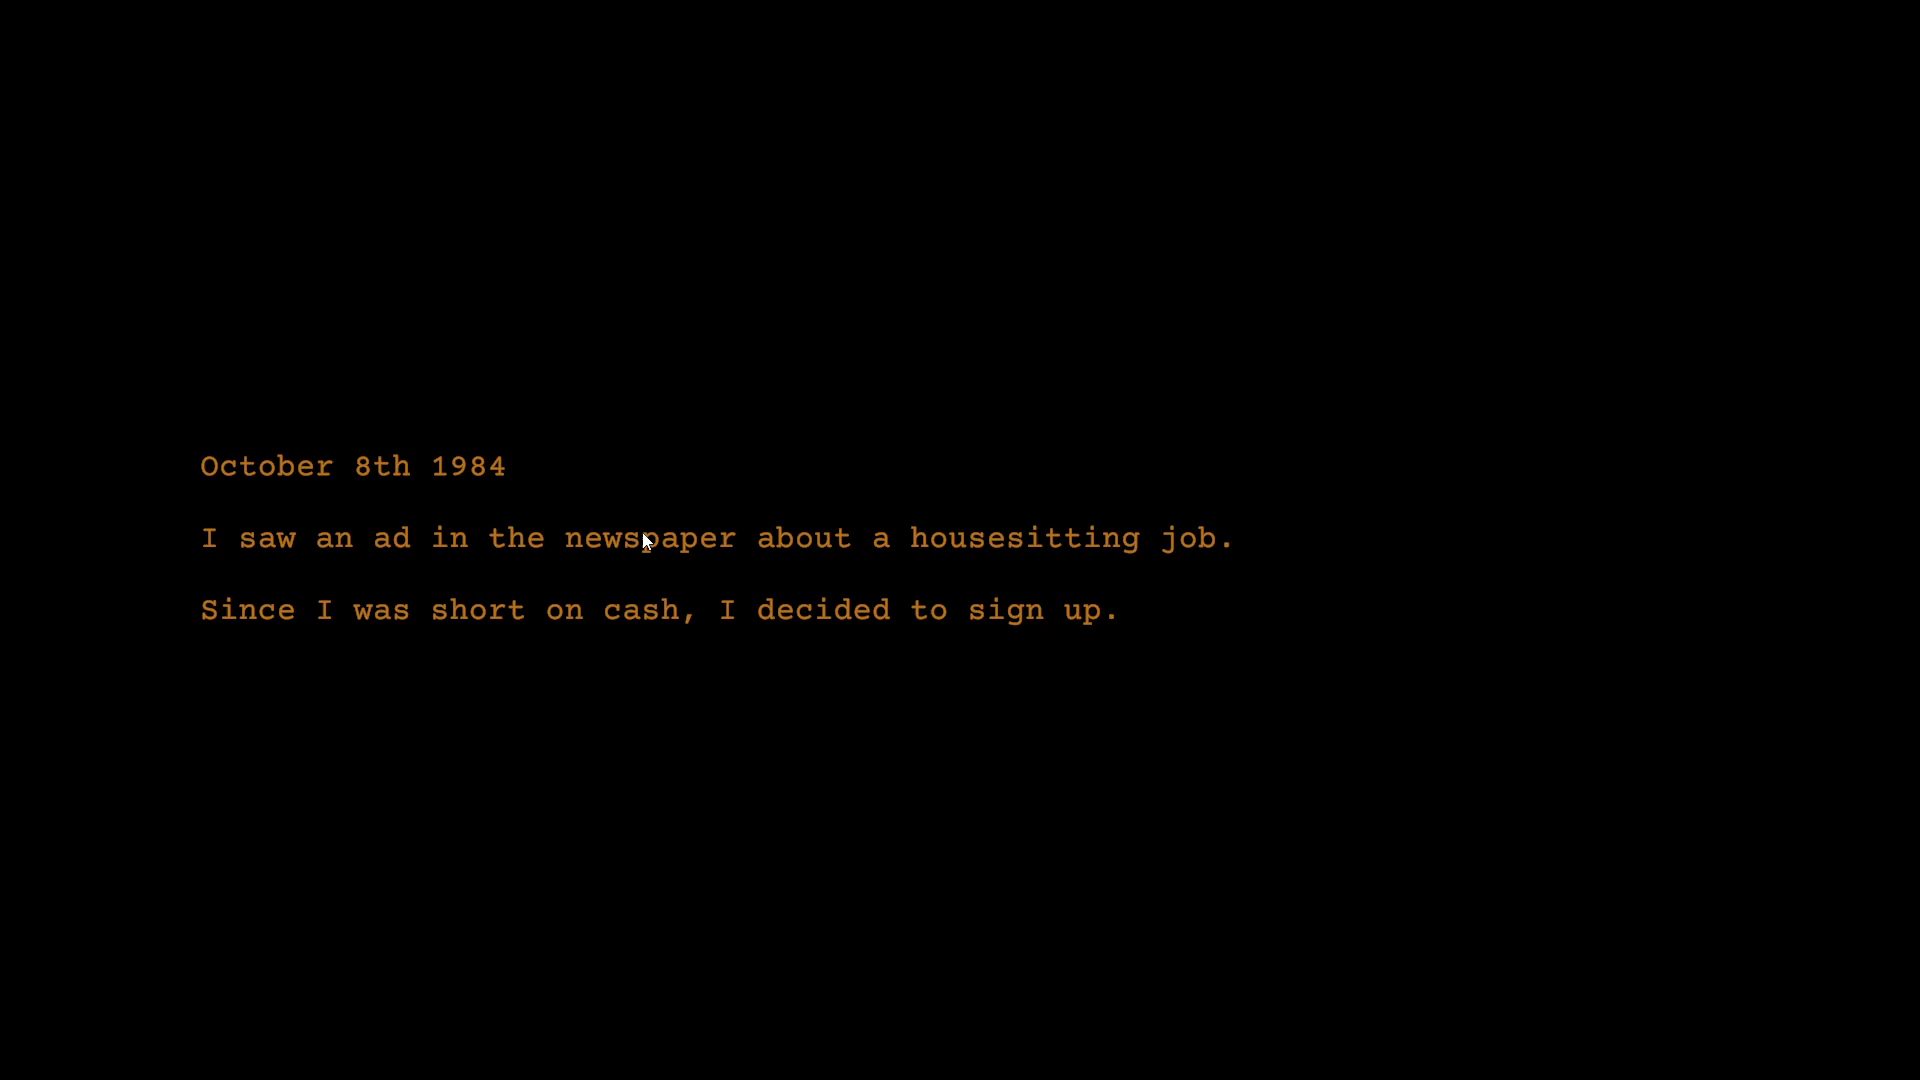 October 8th 1984
I saw an ad in the newspaper about a housesitting job.
Since I was short on cash, I decided to sign up.